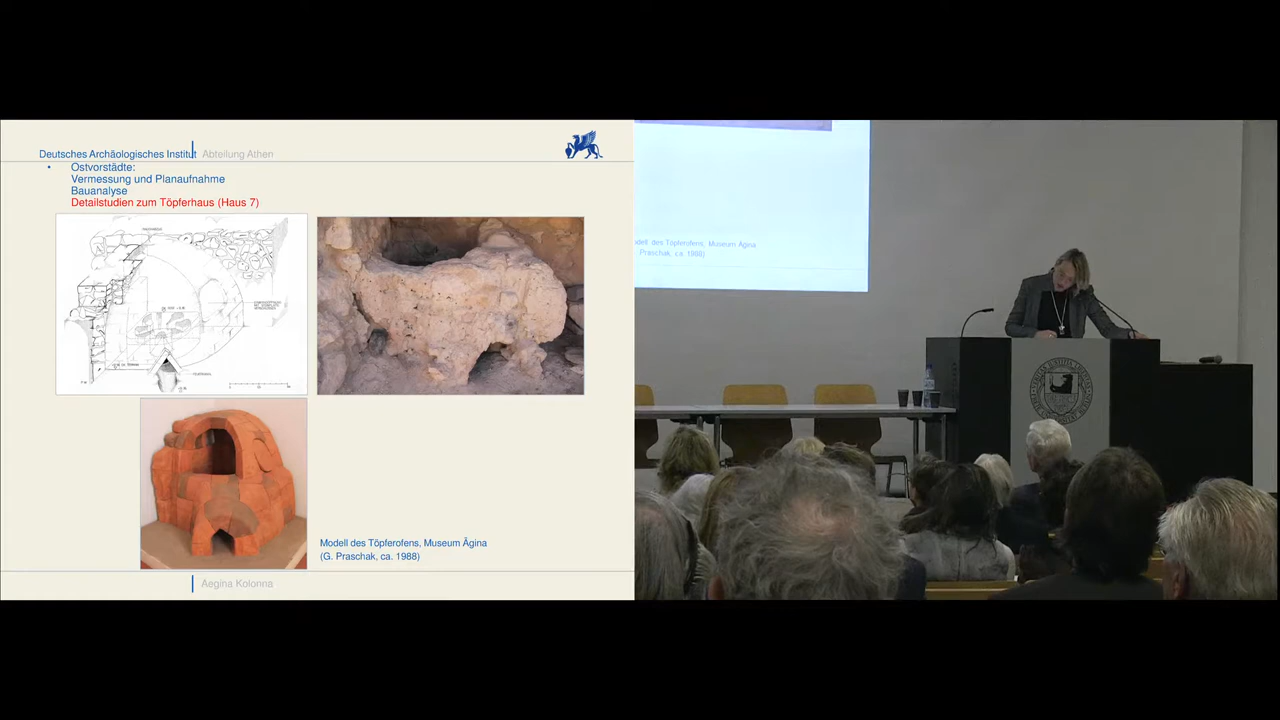 Deutsches Archäologisches Institut Abteilung Athen
• Ostvorstädte:
Vermessung und Planaufnahme
Bauanalyse
Detailstudien zum Töpferhaus (Haus 7)
Modell des Töpferofens, Museum Ägina
(G. Praschak, ca. 1988)
Aegina Kolonna
dell des Töpferofens, Museum Ägina
Praschak, ca. 1988)